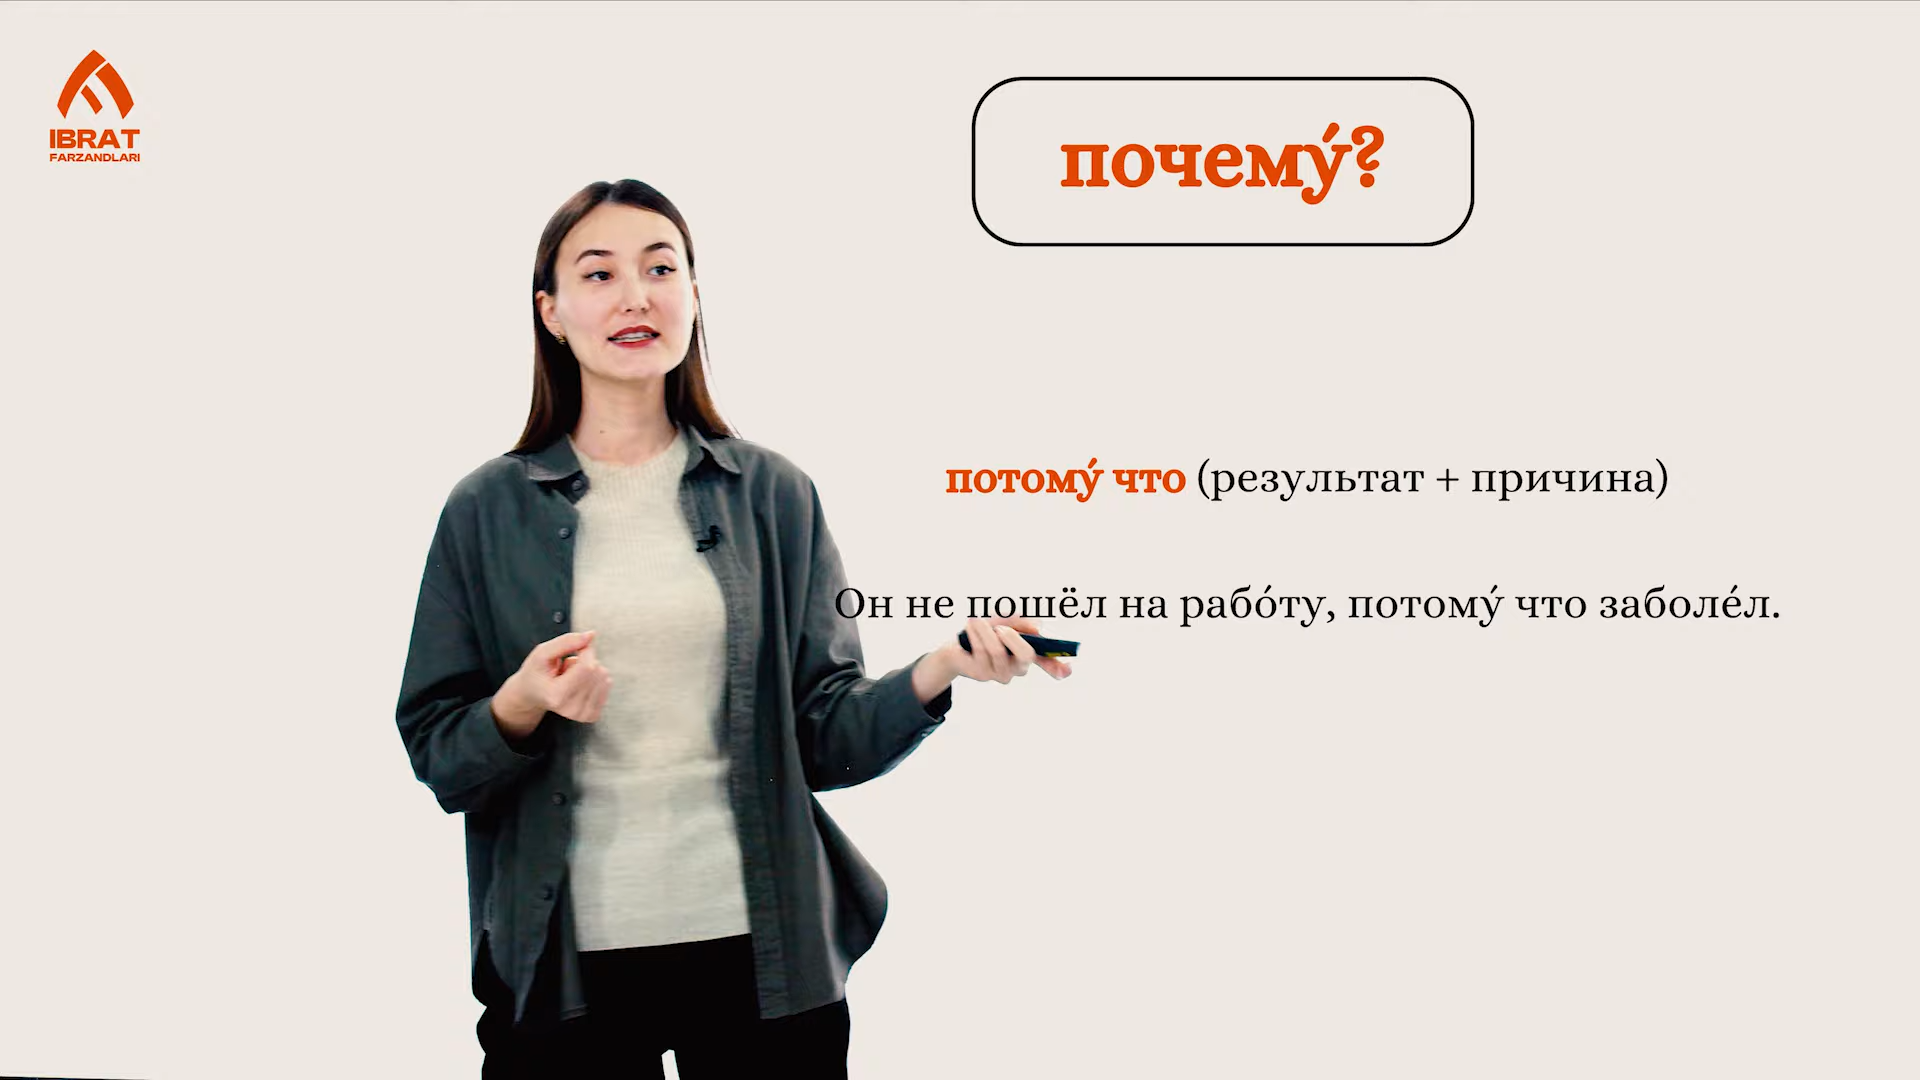 IBRAT
FARZANDLARI
почему́?
потому́ что (результат + причина)
Он не пошёл на рабо́ту, потому́ что заболе́л.